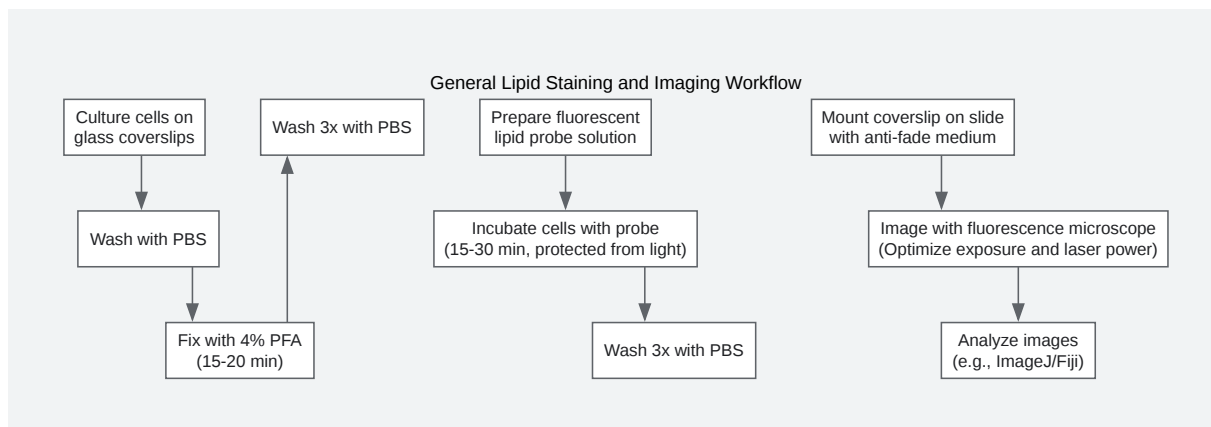 General Lipid Staining and Imaging Workflow
Culture cells on
glass coverslips
Wash with PBS
Fix with 4% PFA
(15-20 min)
Wash 3x with PBS
Prepare fluorescent
lipid probe solution
Incubate cells with probe
(15-30 min, protected from light)
Wash 3x with PBS
Mount coverslip on slide
with anti-fade medium
Image with fluorescence microscope
(Optimize exposure and laser power)
Analyze images
(e.g., ImageJ/Fiji)